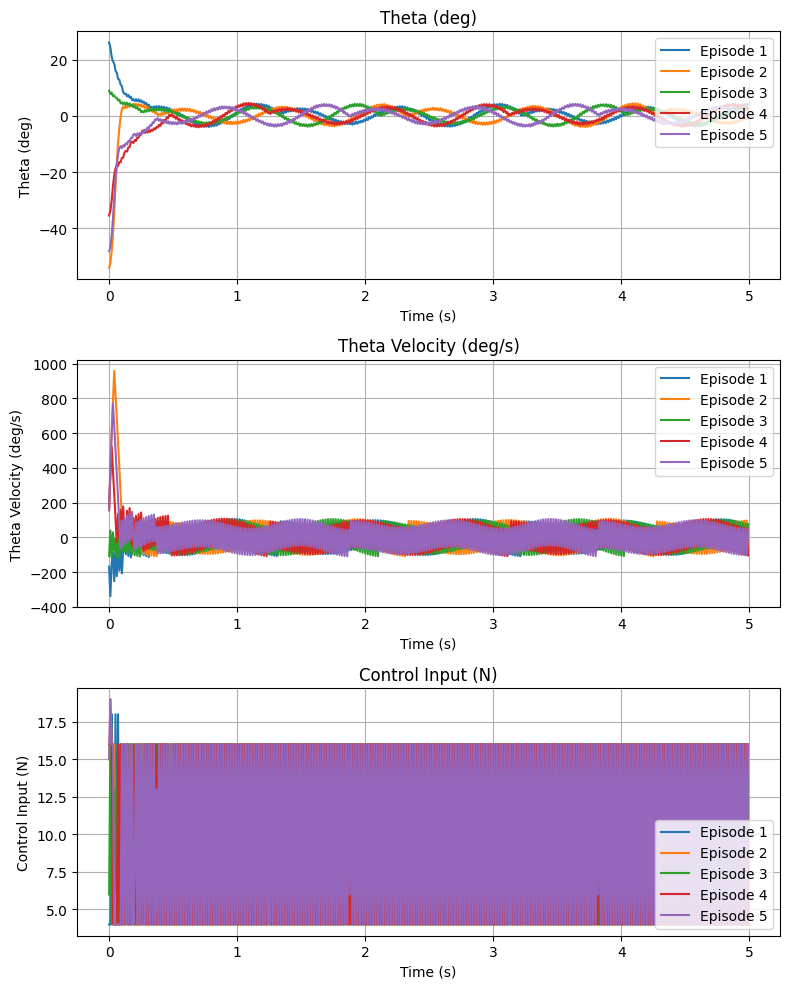 Theta (deg)
Theta (deg)
20
0
−20
−40
0 1 2 3 4 5
Time (s)
Episode 1
Episode 2
Episode 3
Episode 4
Episode 5
Theta Velocity (deg/s)
Theta Velocity (deg/s)
1000
800
600
400
200
0
−200
−400
0 1 2 3 4 5
Time (s)
Episode 1
Episode 2
Episode 3
Episode 4
Episode 5
Control Input (N)
Control Input (N)
17.5
15.0
12.5
10.0
7.5
5.0
0 1 2 3 4 5
Time (s)
Episode 1
Episode 2
Episode 3
Episode 4
Episode 5